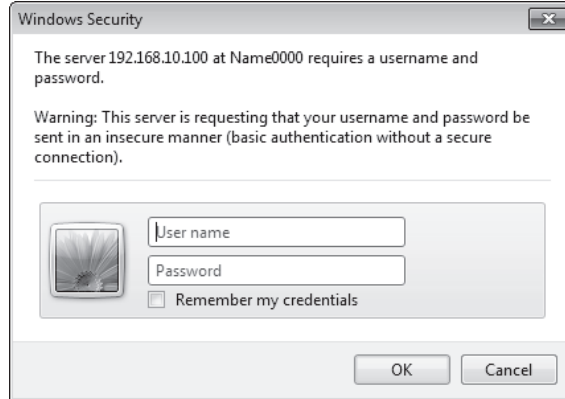 Windows Security
The server 192.168.10.100 at Name0000 requires a username and
password.
Warning: This server is requesting that your username and password be
sent in an insecure manner (basic authentication without a secure
connection).
User name
Password
Remember my credentials
OK Cancel